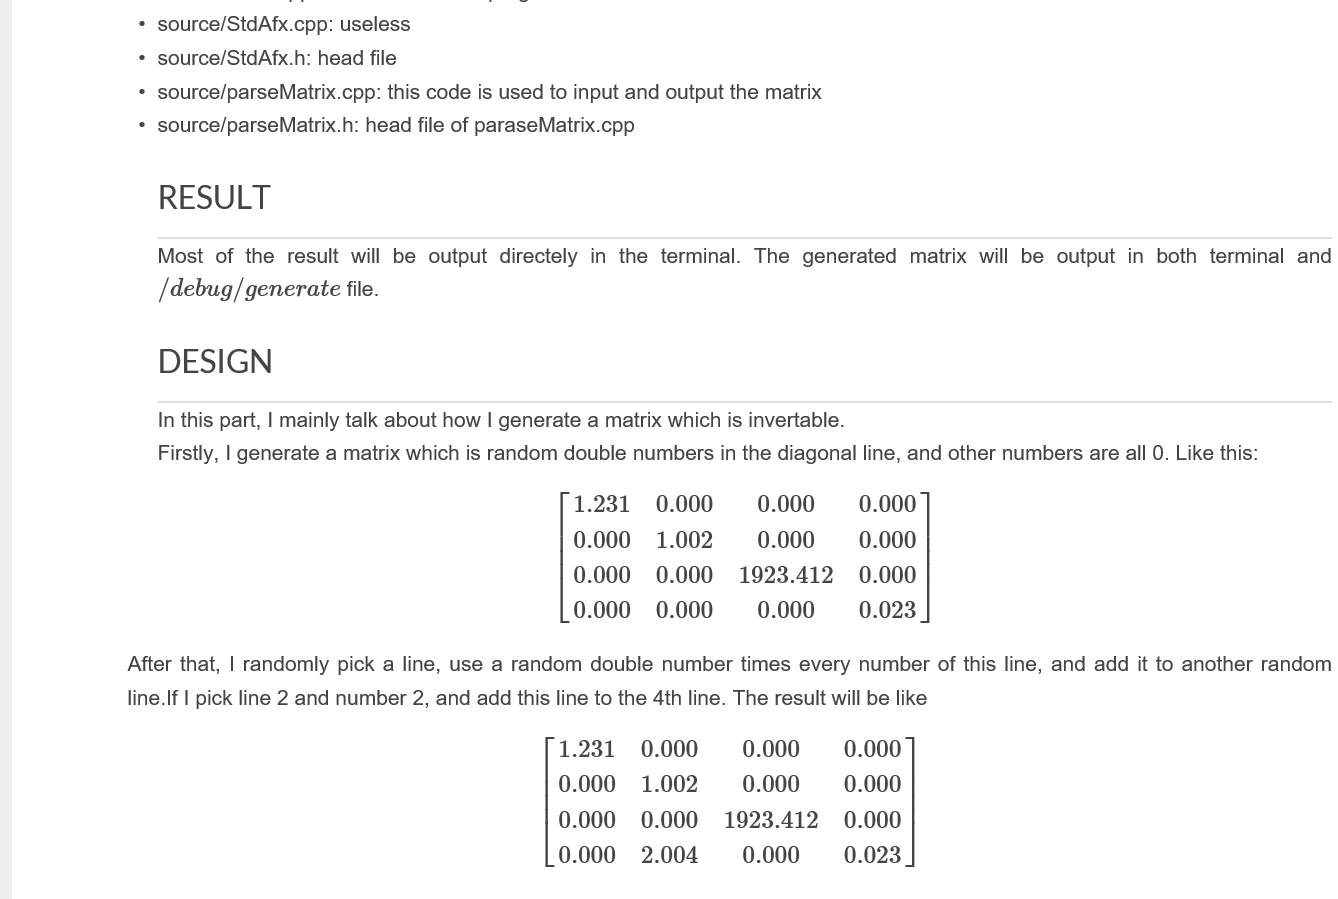 • source/StdAfx.cpp: useless
• source/StdAfx.h: head file
• source/parseMatrix.cpp: this code is used to input and output the matrix
• source/parseMatrix.h: head file of paraseMatrix.cpp
RESULT
Most of the result will be output directely in the terminal. The generated matrix will be output in both terminal and
/debug/generate file.
DESIGN
In this part, I mainly talk about how I generate a matrix which is invertable.
Firstly, I generate a matrix which is random double numbers in the diagonal line, and other numbers are all 0. Like this:
1.231 0.000 0.000 0.000
0.000 1.002 0.000 0.000
0.000 0.000 1923.412 0.000
0.000 0.000 0.000 0.023
After that, I randomly pick a line, use a random double number times every number of this line, and add it to another random
line.If I pick line 2 and number 2, and add this line to the 4th line. The result will be like
1.231 0.000 0.000 0.000
0.000 1.002 0.000 0.000
0.000 0.000 1923.412 0.000
0.000 2.004 0.000 0.023